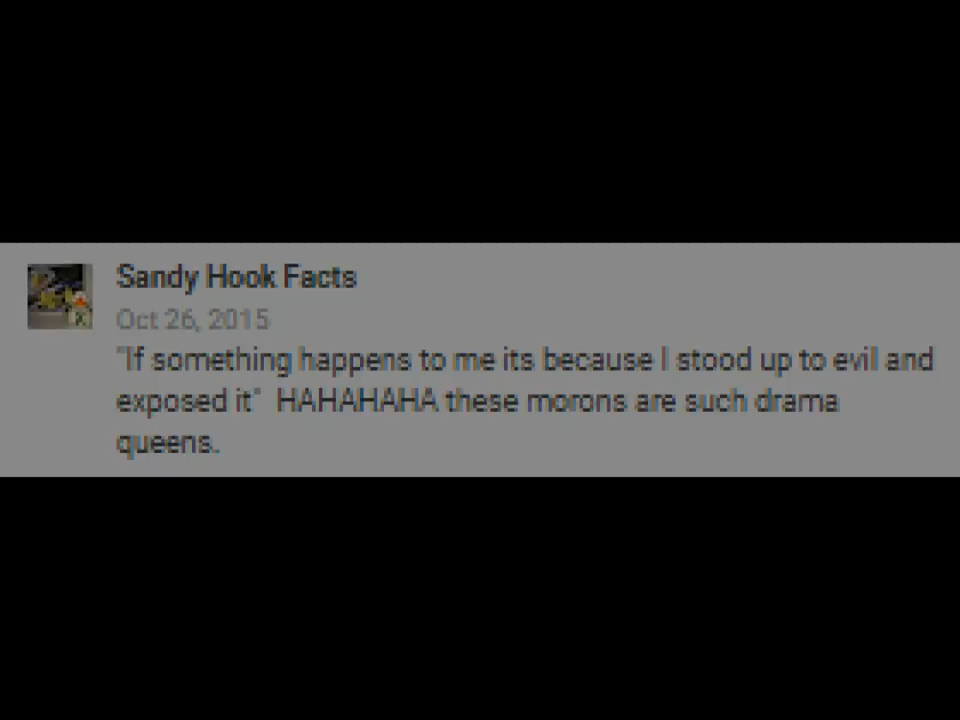 Sandy Hook Facts
Oct 26, 2015
"If something happens to me its because I stood up to evil and
exposed it" HAHAHAHA these morons are such drama
queens.